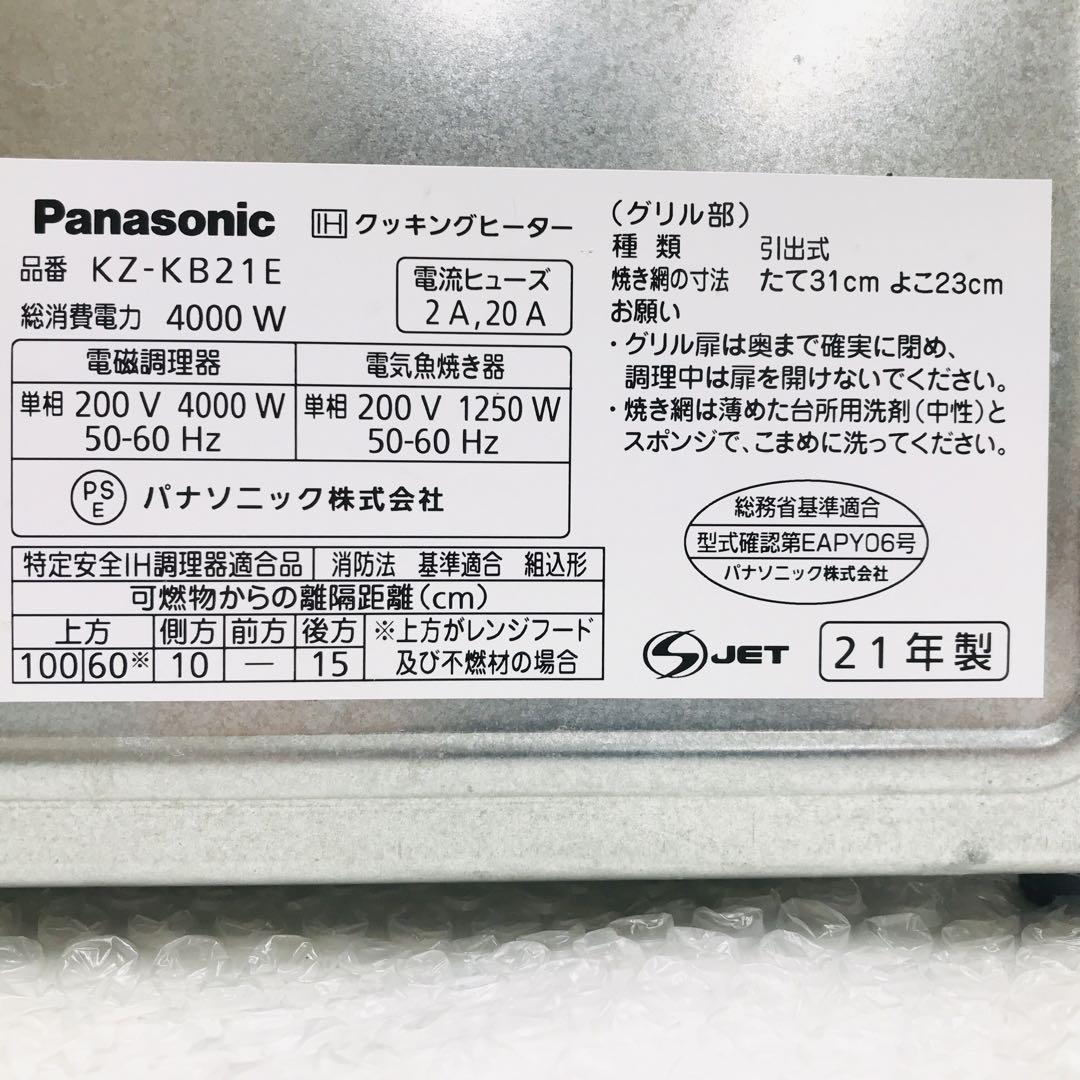 Panasonic IH クッキングヒーター
品番 KZ-KB21E
総消費電力 4000 W
電流ヒューズ
2 A, 20 A
電磁調理器 電気魚焼き器
単相 200 V 4000 W 単相 200 V 1250 W
50-60 Hz 50-60 Hz
PSE パナソニック株式会社
特定安全IH調理器適合品 消防法 基準適合 組込形
可燃物からの離隔距離(cm)
上方 側方 前方 後方 ※上方がレンジフード
100 60※ 10 — 15 及び不燃材の場合
(グリル部)
種類 引出式
焼き網の寸法 たて31cm よこ23cm
お願い
・グリル扉は奥まで確実に閉め、
調理中は扉を開けないでください。
・焼き網は薄めた台所用洗剤(中性)と
スポンジで、こまめに洗ってください。
総務省基準適合
型式確認第EAPY06号
パナソニック株式会社
S JET 21年製